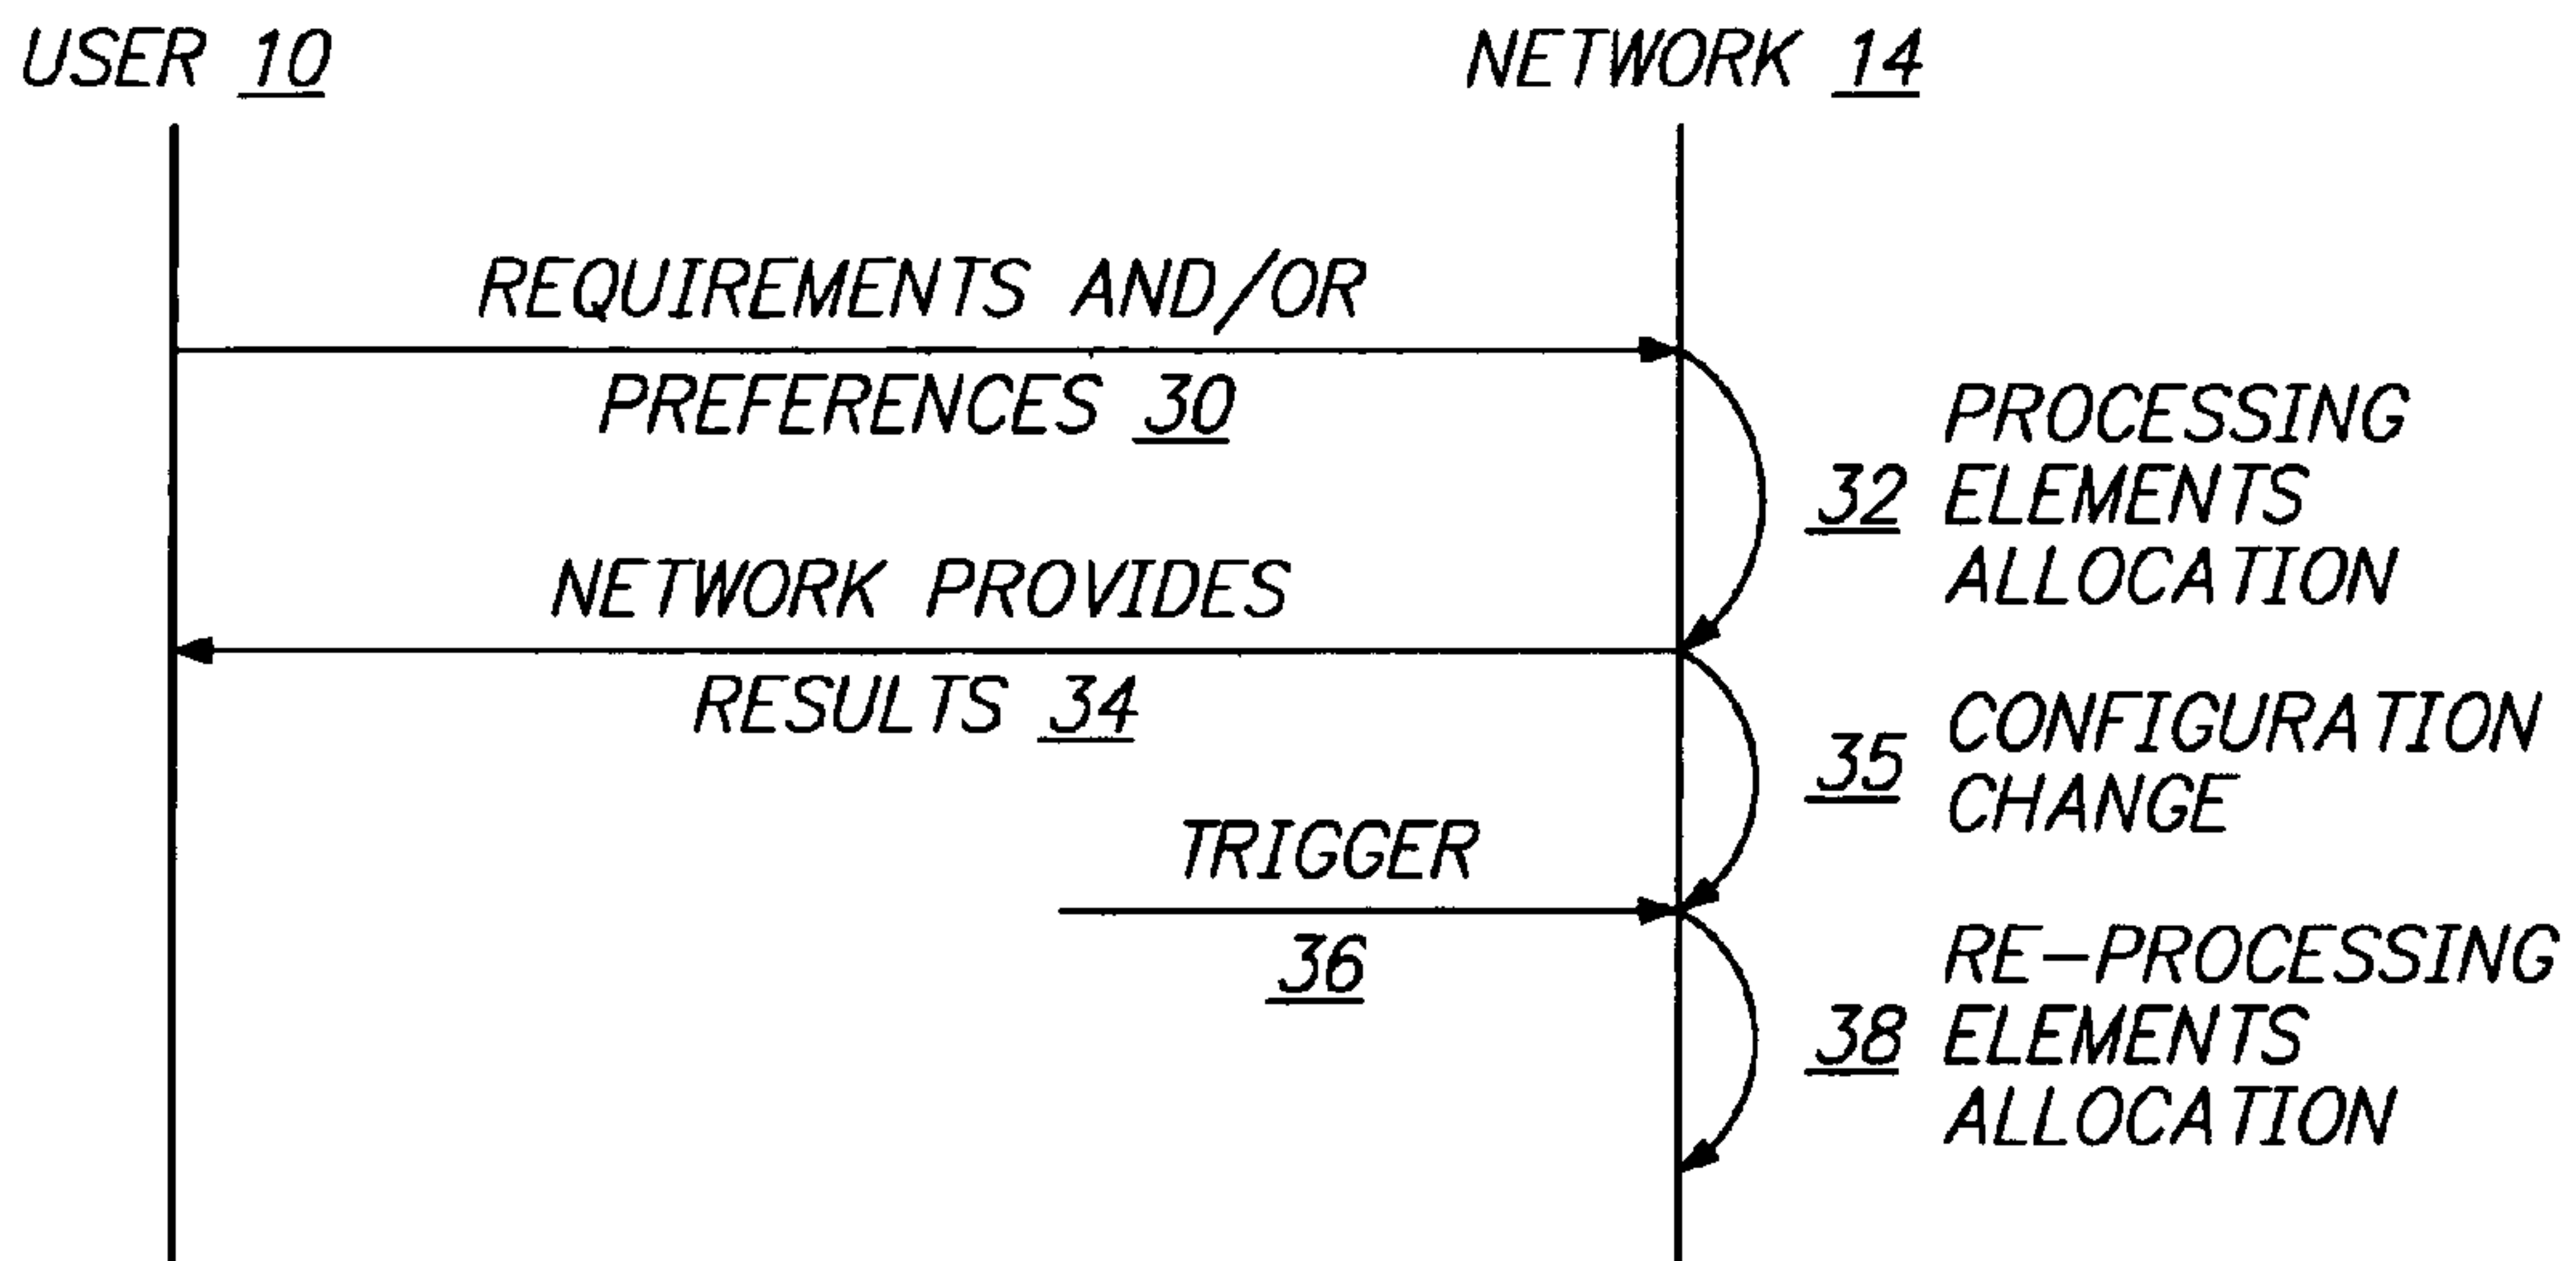 USER 10
NETWORK 14
REQUIREMENTS AND/OR
PREFERENCES 30
32
PROCESSING
ELEMENTS
ALLOCATION
NETWORK PROVIDES
RESULTS 34
35
CONFIGURATION
CHANGE
TRIGGER
36
38
RE-PROCESSING
ELEMENTS
ALLOCATION